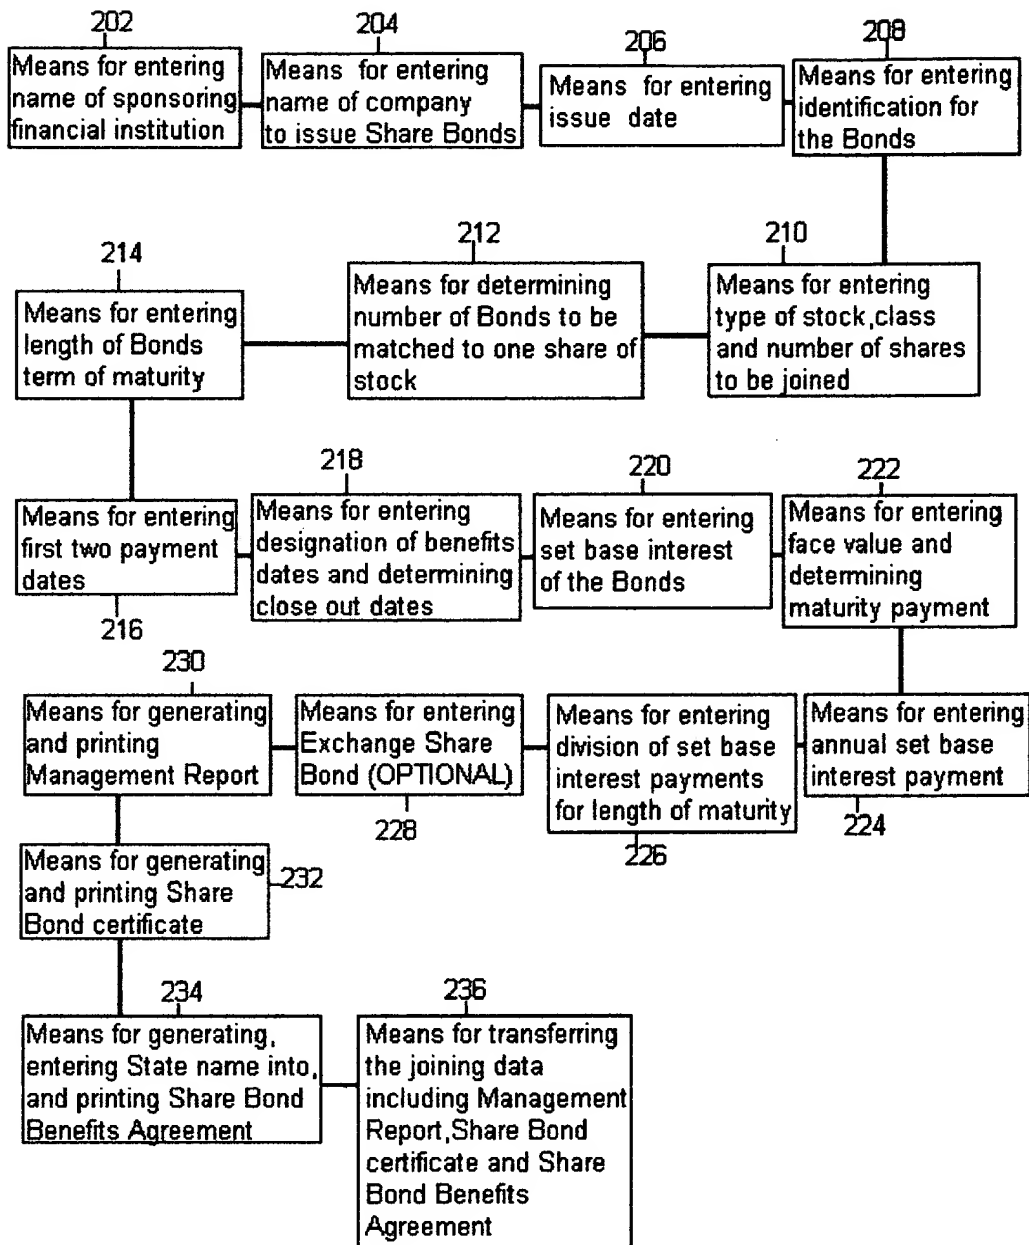 202
Means for entering
name of sponsoring
financial institution
204
Means for entering
name of company
to issue Share Bonds
206
Means for entering
issue date
208
Means for entering
identification for
the Bonds
210
Means for entering
type of stock,class
and number of shares
to be joined
212
Means for determining
number of Bonds to be
matched to one share of
stock
214
Means for entering
length of Bonds
term of maturity
Means for entering
first two payment
dates
216
218
Means for entering
designation of benefits
dates and determining
close out dates
220
Means for entering
set base interest
of the Bonds
222
Means for entering
face value and
determining
maturity payment
Means for entering
annual set base
interest payment
224
Means for entering
division of set base
interest payments
for length of maturity
226
Means for entering
Exchange Share
Bond (OPTIONAL)
228
230
Means for generating
and printing
Management Report
Means for generating
and printing Share
Bond certificate
232
234
Means for generating,
entering State name into,
and printing Share Bond
Benefits Agreement
236
Means for transferring
the joining data
including Management
Report,Share Bond
certificate and Share
Bond Benefits
Agreement